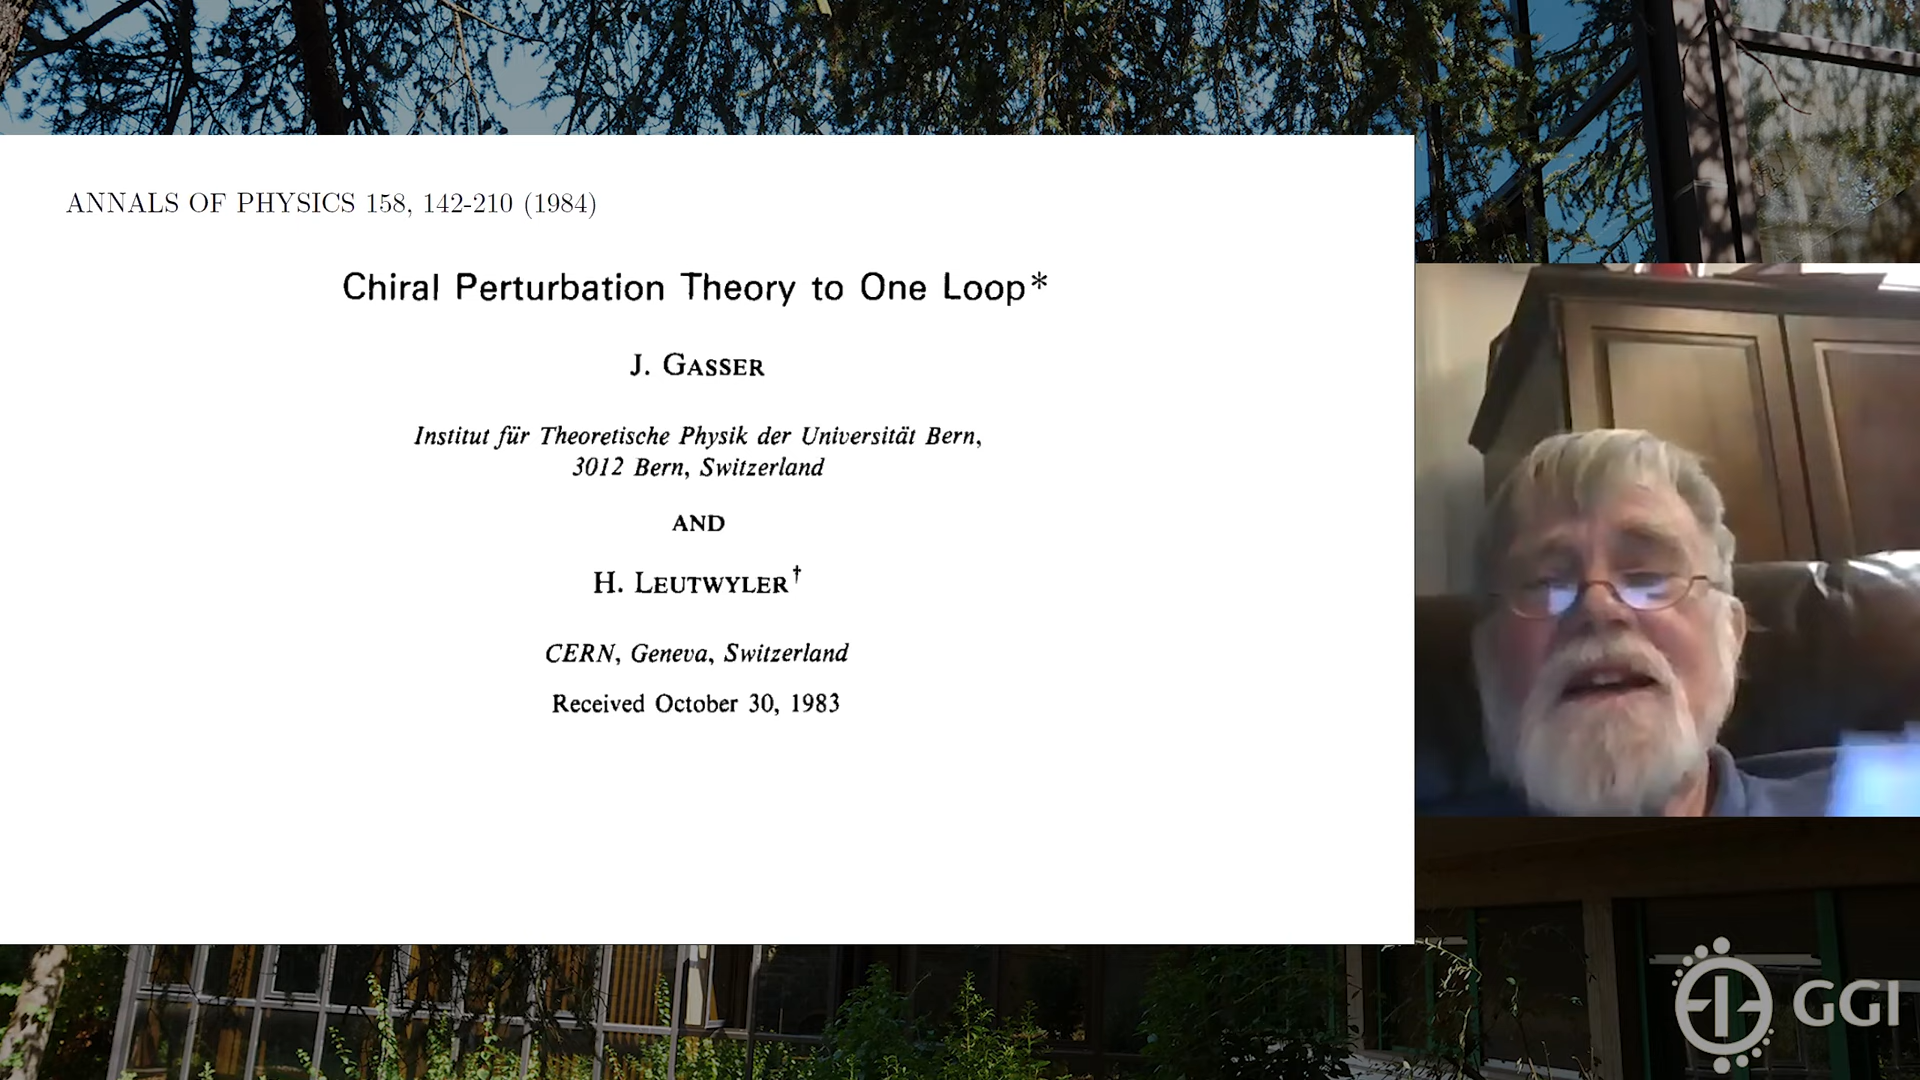 ANNALS OF PHYSICS 158, 142-210 (1984)
Chiral Perturbation Theory to One Loop*
J. GASSER
Institut für Theoretische Physik der Universität Bern,
3012 Bern, Switzerland
AND
H. LEUTWYLER†
CERN, Geneva, Switzerland
Received October 30, 1983
GGI